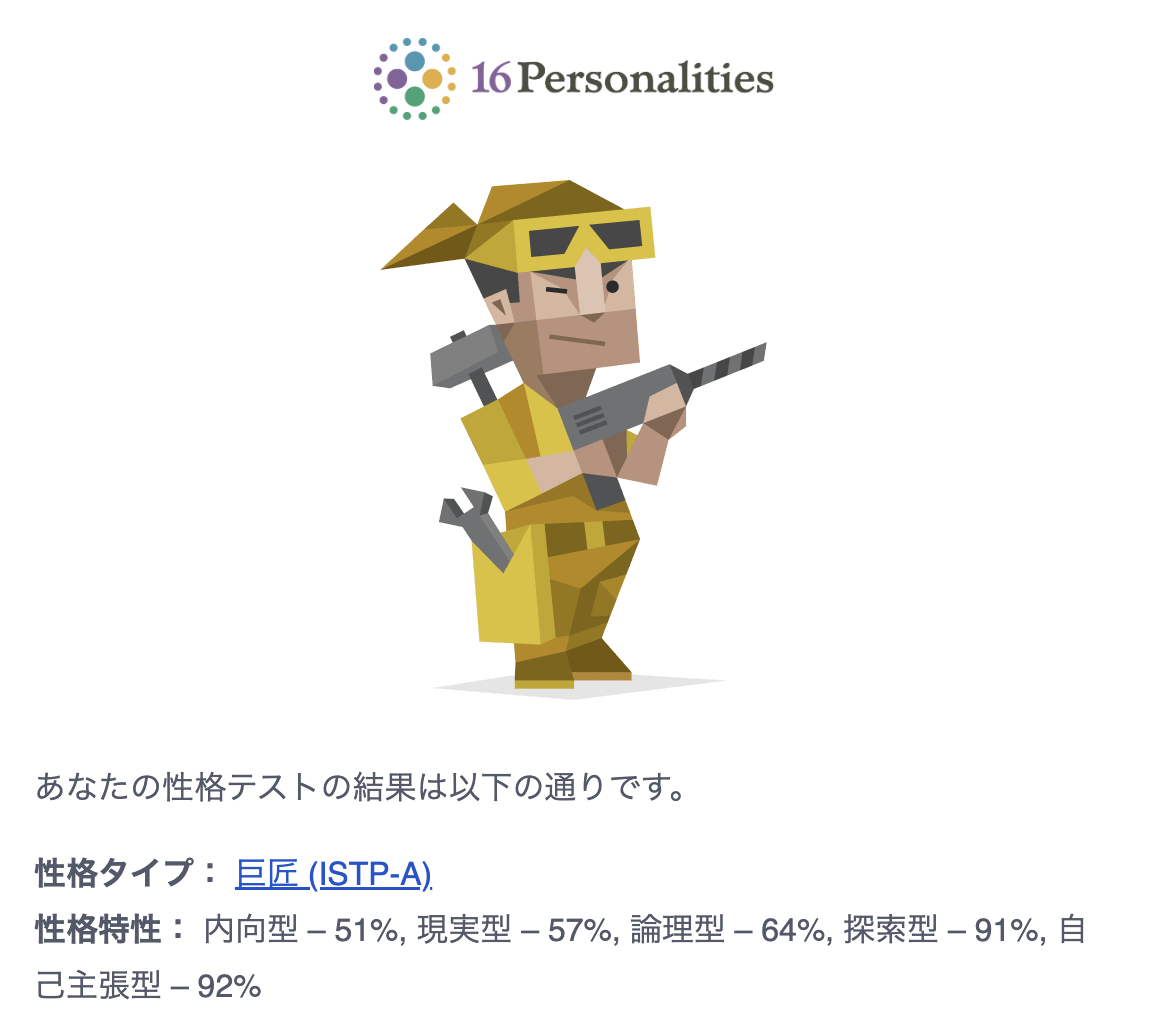 16Personalities
あなたの性格テストの結果は以下の通りです。
性格タイプ： 巨匠 (ISTP-A)
性格特性： 内向型 – 51%, 現実型 – 57%, 論理型 – 64%, 探索型 – 91%, 自
己主張型 – 92%